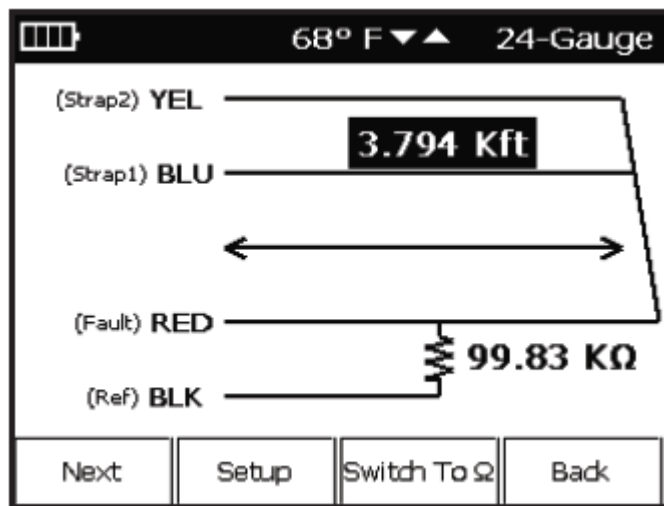 68° F▼▲ 24-Gauge
(Strap2) YEL
3.794 Kft
(Strap1) BLU
(Fault) RED
99.83 KΩ
(Ref) BLK
Next Setup Switch To Ω Back